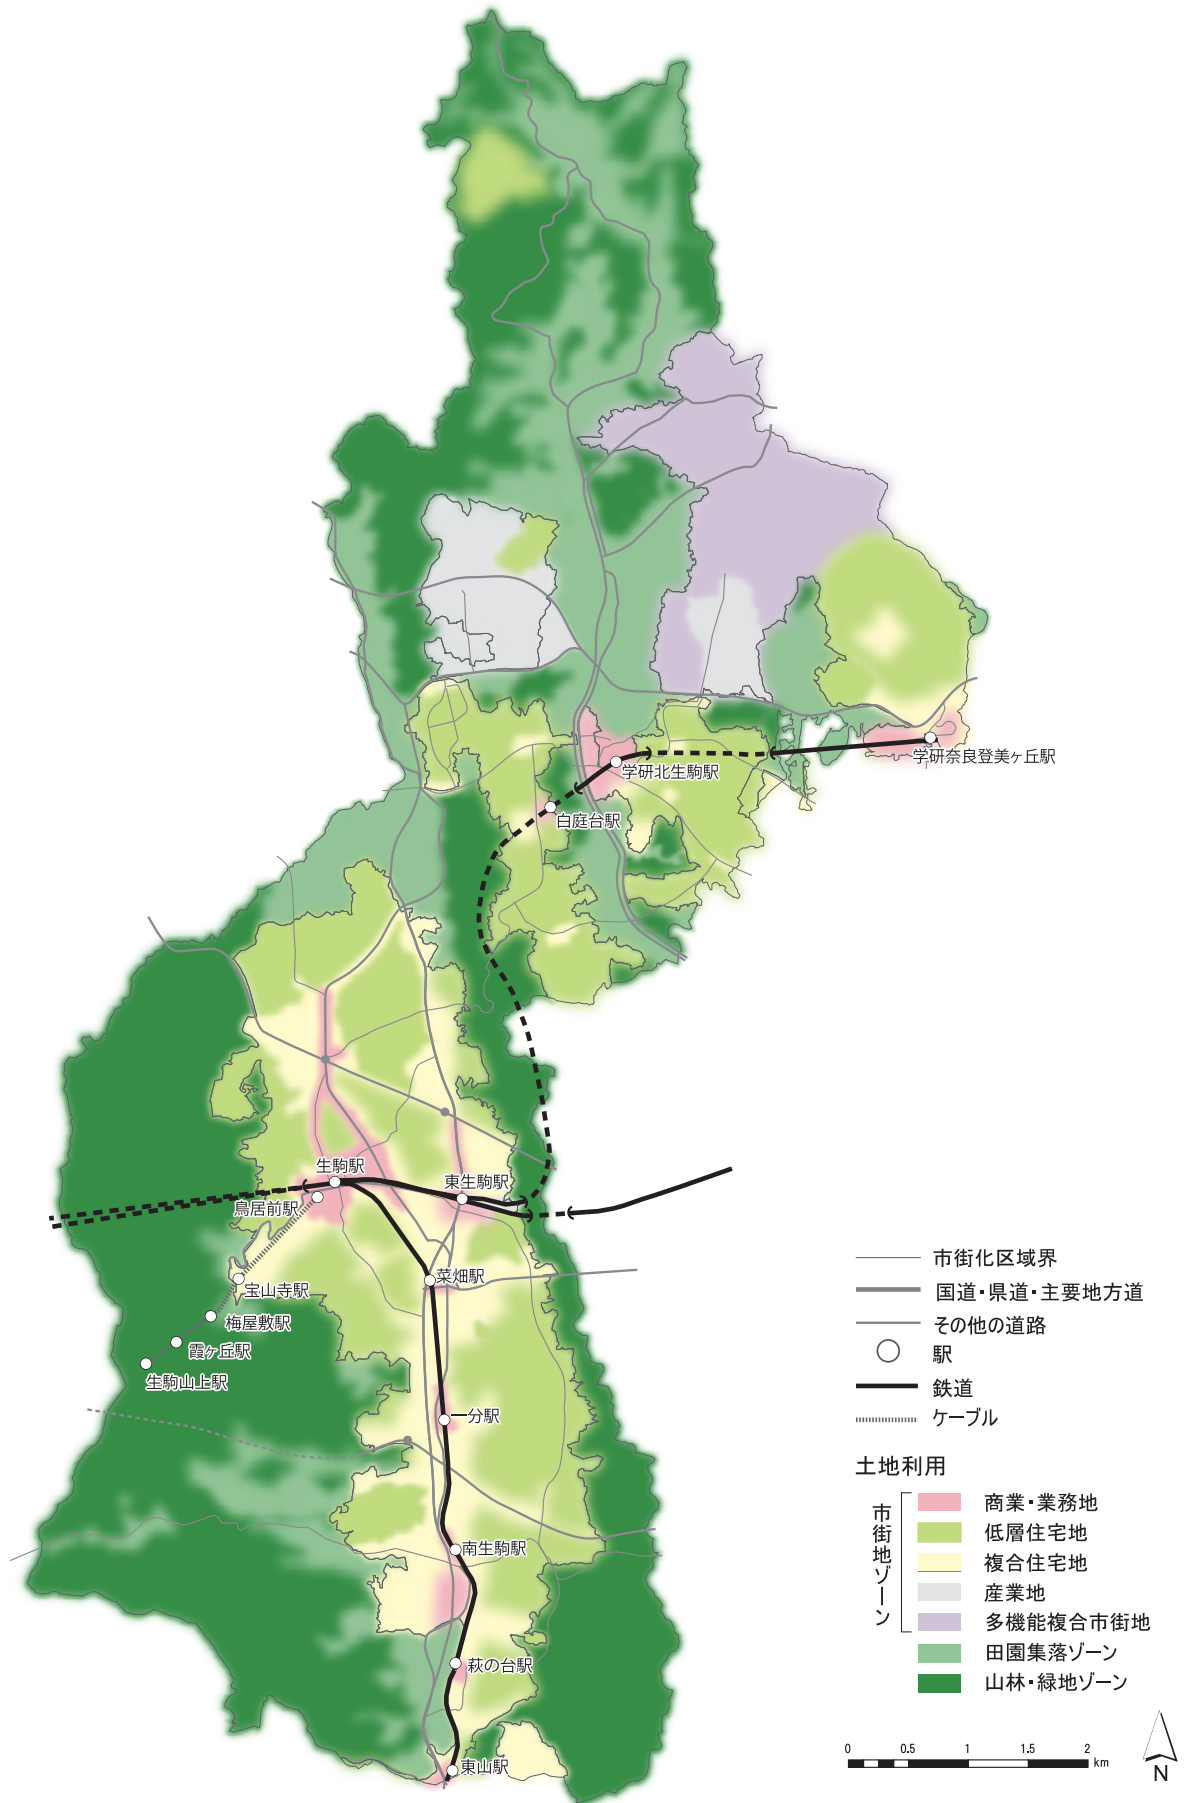 学研奈良登美ヶ丘駅
学研北生駒駅
白庭台駅
生駒駅
東生駒駅
鳥居前駅
菜畑駅
宝山寺駅
梅屋敷駅
霞ヶ丘駅
生駒山上駅
一分駅
南生駒駅
萩の台駅
東山駅
市街化区域界
国道・県道・主要地方道
その他の道路
駅
鉄道
ケーブル
土地利用
市街地ゾーン
商業・業務地
低層住宅地
複合住宅地
産業地
多機能複合市街地
田園集落ゾーン
山林・緑地ゾーン
0 0.5 1 1.5 2 km
N